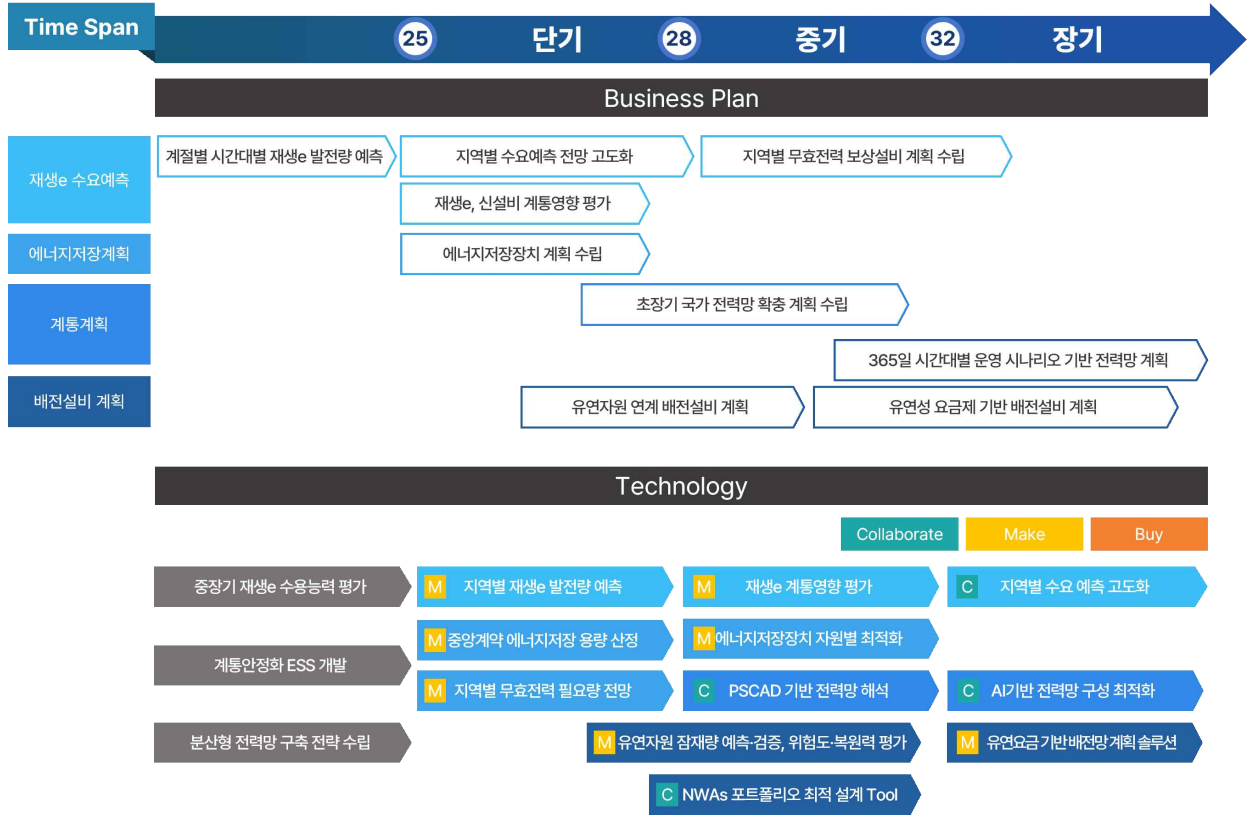 Time Span
25
단기
28
중기
32
장기
Business Plan
재생e 수요예측
계절별 시간대별 재생e 발전량 예측
지역별 수요예측 전망 고도화
지역별 무효전력 보상설비 계획 수립
재생e, 신설비 계통영향 평가
에너지저장계획
에너지저장장치 계획 수립
계통계획
초장기 국가 전력망 확충 계획 수립
365일 시간대별 운영 시나리오 기반 전력망 계획
배전설비 계획
유연자원 연계 배전설비 계획
유연성 요금제 기반 배전설비 계획
Technology
Collaborate
Make
Buy
중장기 재생e 수용능력 평가
M 지역별 재생e 발전량 예측
M 재생e 계통영향 평가
C 지역별 수요 예측 고도화
계통안정화 ESS 개발
M 중앙계약 에너지저장 용량 산정
M 에너지저장장치 자원별 최적화
M 지역별 무효전력 필요량 전망
C PSCAD 기반 전력망 해석
C AI기반 전력망 구성 최적화
분산형 전력망 구축 전략 수립
M 유연자원 잠재량 예측·검증, 위험도·복원력 평가
M 유연요금 기반 배전망 계획 솔루션
C NWAs 포트폴리오 최적 설계 Tool